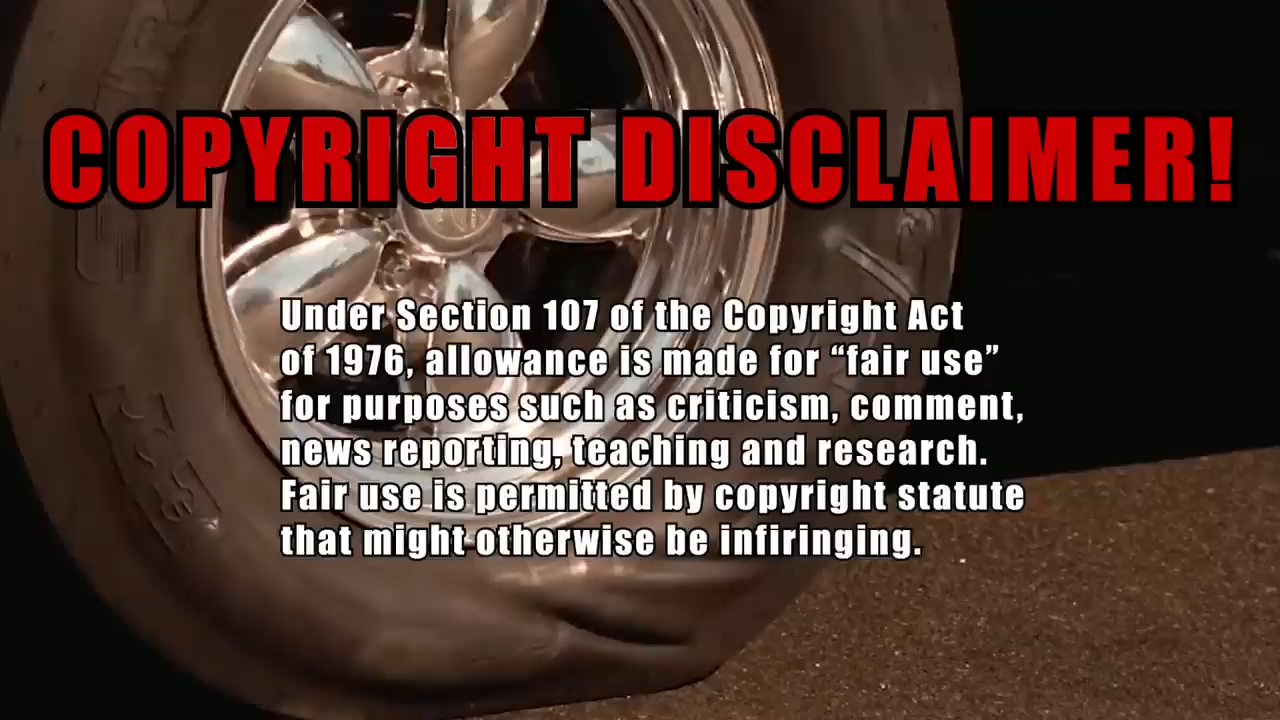 COPYRIGHT DISCLAIMER!
Under Section 107 of the Copyright Act
of 1976, allowance is made for “fair use”
for purposes such as criticism, comment,
news reporting, teaching and research.
Fair use is permitted by copyright statute
that might otherwise be infiringing.